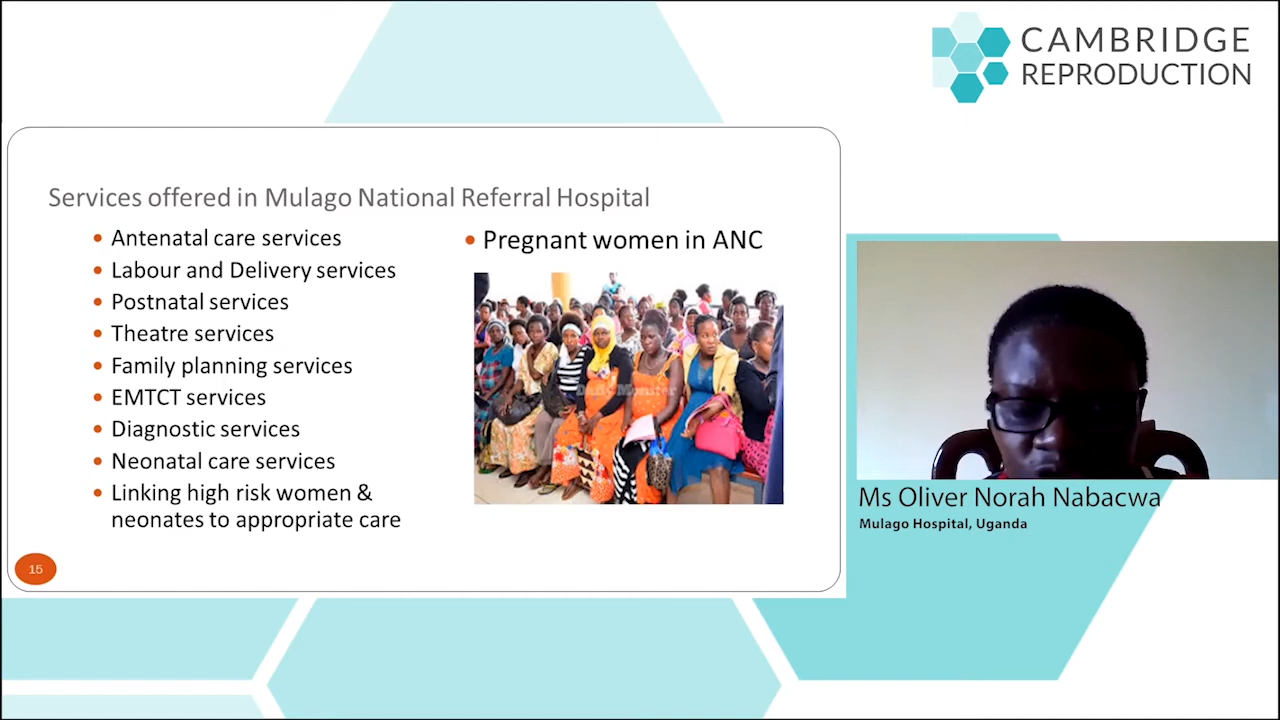 CAMBRIDGE
REPRODUCTION
Services offered in Mulago National Referral Hospital
• Antenatal care services
• Labour and Delivery services
• Postnatal services
• Theatre services
• Family planning services
• EMTCT services
• Diagnostic services
• Neonatal care services
• Linking high risk women &
neonates to appropriate care
• Pregnant women in ANC
Daily Monitor
15
Ms Oliver Norah Nabacwa
Mulago Hospital, Uganda